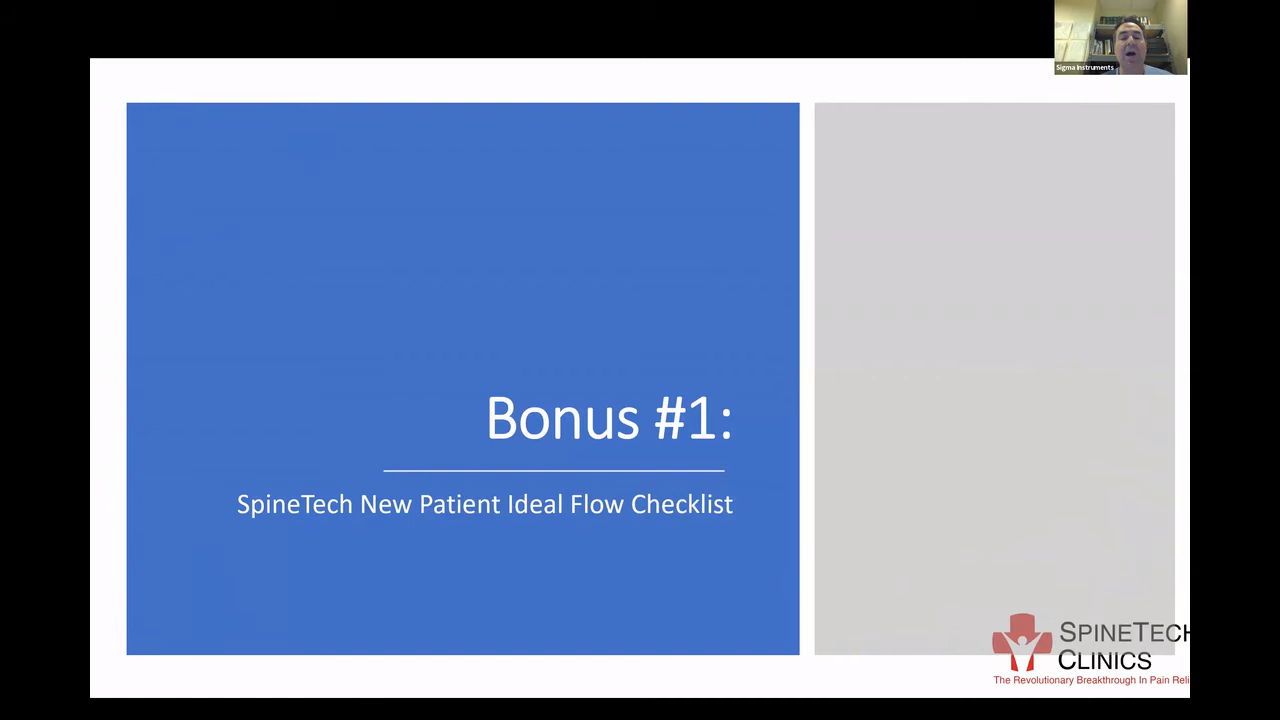 Sigma Instruments
Bonus #1:
SpineTech New Patient Ideal Flow Checklist
SPINETECH
CLINICS
The Revolutionary Breakthrough In Pain Reli